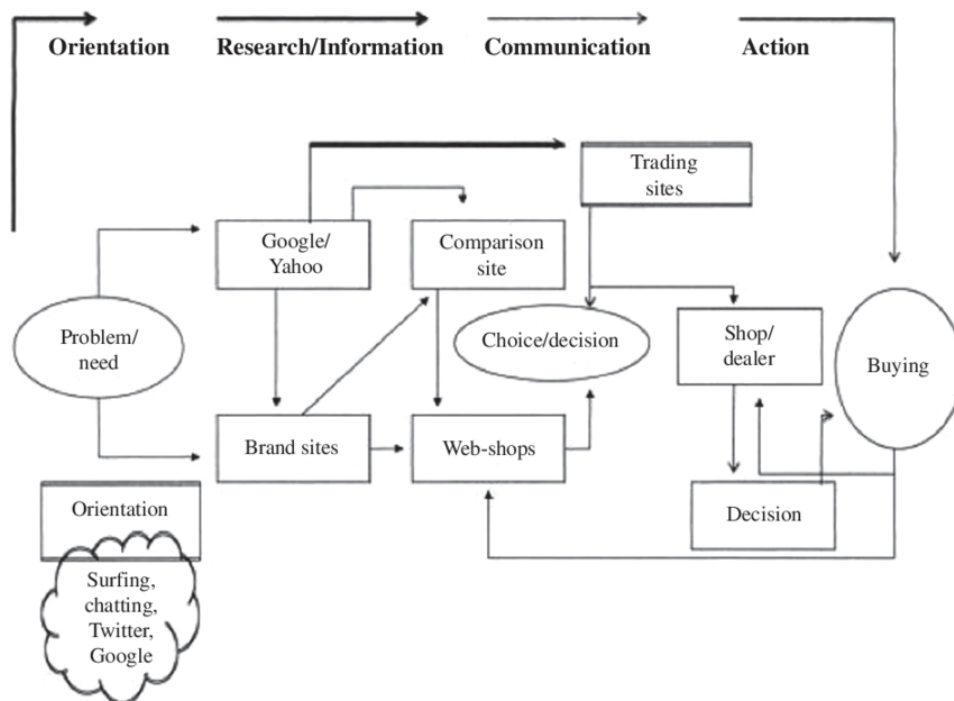 Orientation
Research/Information
Communication
Action
Trading
sites
Google/
Yahoo
Comparison
site
Problem/
need
Choice/decision
Shop/
dealer
Buying
Brand sites
Web-shops
Orientation
Decision
Surfing,
chatting,
Twitter,
Google